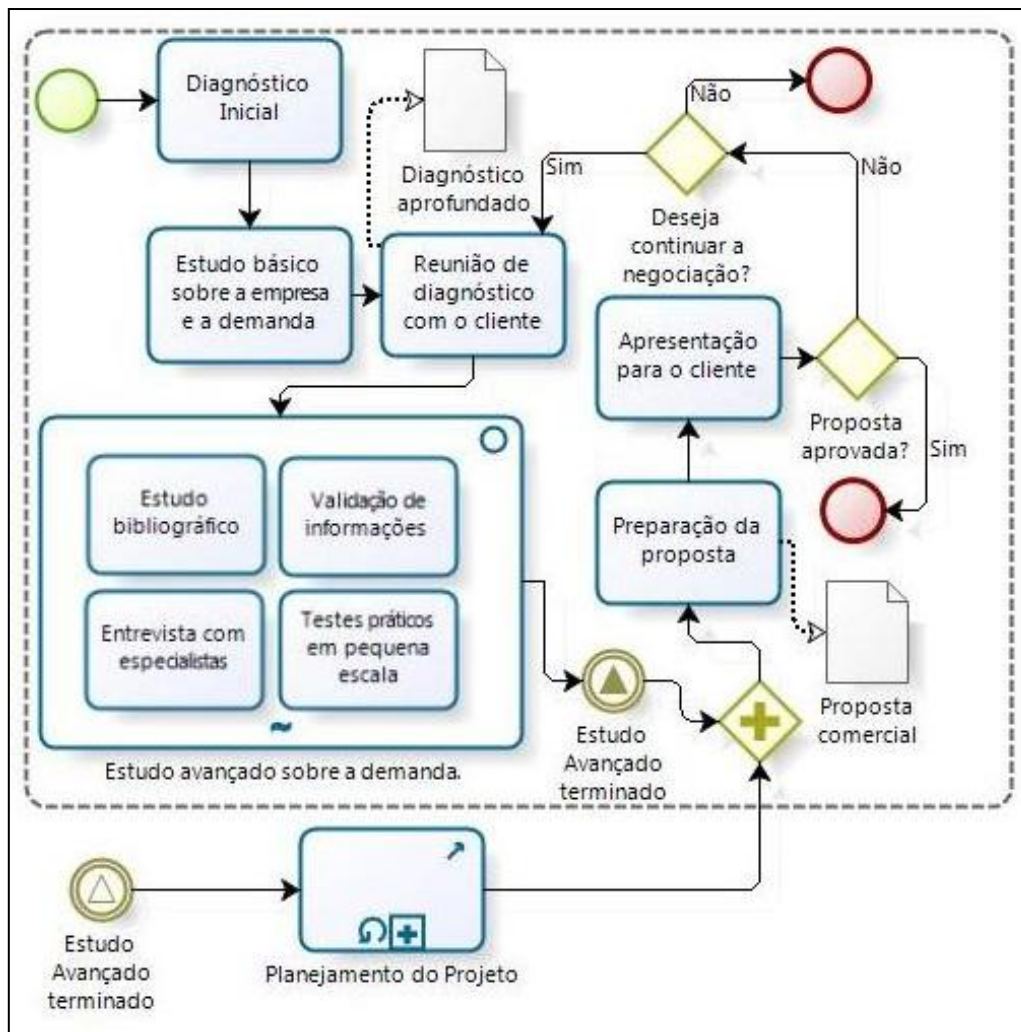 Diagnóstico
Inicial
Diagnóstico
aprofundado
Não
Sim
Não
Deseja
continuar a
negociação?
Estudo básico
sobre a empresa
e a demanda
Reunião de
diagnóstico
com o cliente
Apresentação
para o cliente
Proposta
aprovada?
Sim
Estudo
bibliográfico
Validação de
informações
Entrevista com
especialistas
Testes práticos
em pequena
escala
Estudo avançado sobre a demanda.
Preparação da
proposta
Proposta
comercial
Estudo
Avançado
terminado
Estudo
Avançado
terminado
Planejamento do Projeto